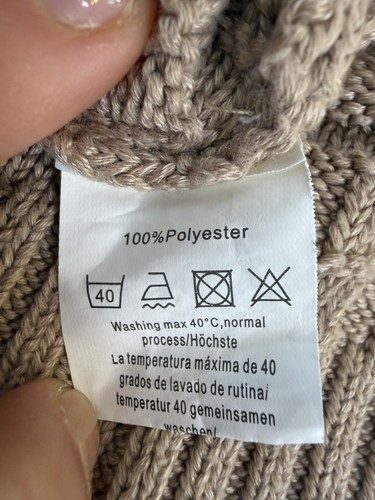 100%Polyester
40
Washing max 40°C,normal
process/Höchste
La temperatura máxima de 40
grados de lavado de rutina/
temperatur 40 gemeinsamen
waschen/